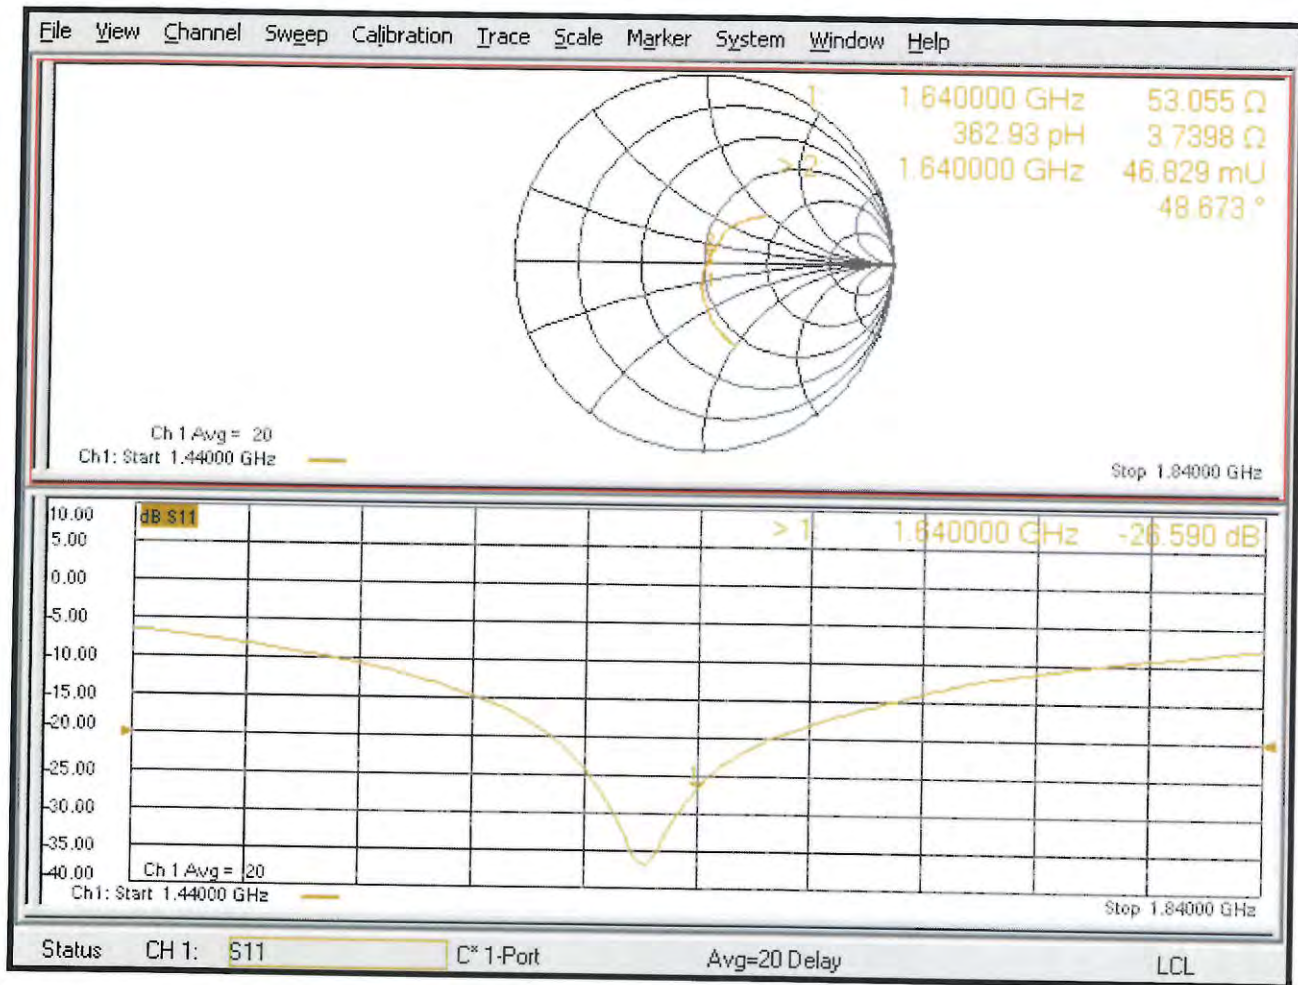 File View Channel Sweep Calibration Trace Scale Marker System Window Help
1: 1.640000 GHz 53.055 Ω
362.93 pH 3.7398 Ω
> 2 1.640000 GHz 46.829 mU
48.673 °
Ch 1 Avg = 20
Ch1: Start 1.44000 GHz
Stop 1.84000 GHz
10.00
dB S11
> 1 1.640000 GHz -26.590 dB
5.00
0.00
-5.00
-10.00
-15.00
-20.00
-25.00
1
-30.00
-35.00
-40.00
Ch 1 Avg = 20
Ch1: Start 1.44000 GHz
Stop 1.84000 GHz
Status CH 1: S11 C* 1-Port Avg=20 Delay LCL